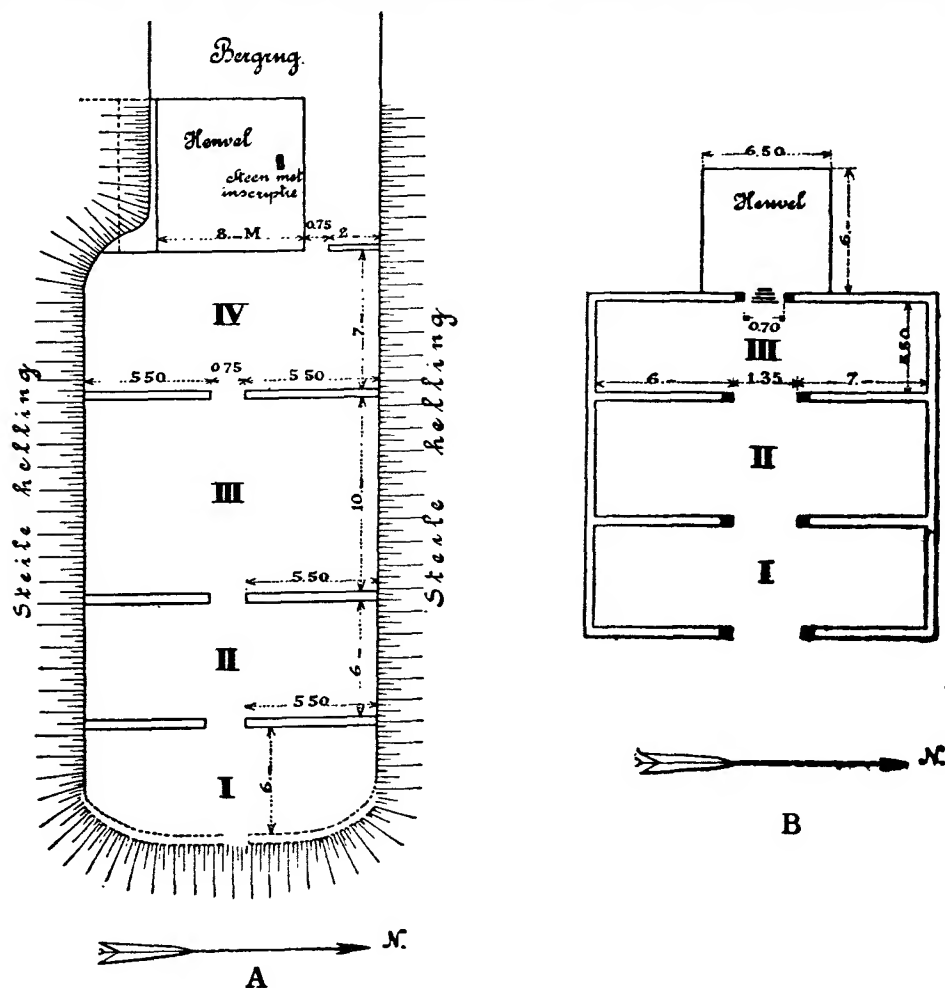 Bergrug.
Heuvel
Steen met
inscriptie
0.75
8.–M
2–
IV
7.–
0.75
5.50
5.50
Steile helling
Steile helling
III
10.–
5.50
II
6.–
5.50
I
6.–
N.
A
6.50
Heuvel
6.–
0.70
III
5.50
6.–
1.35
7.–
II
I
N.
B